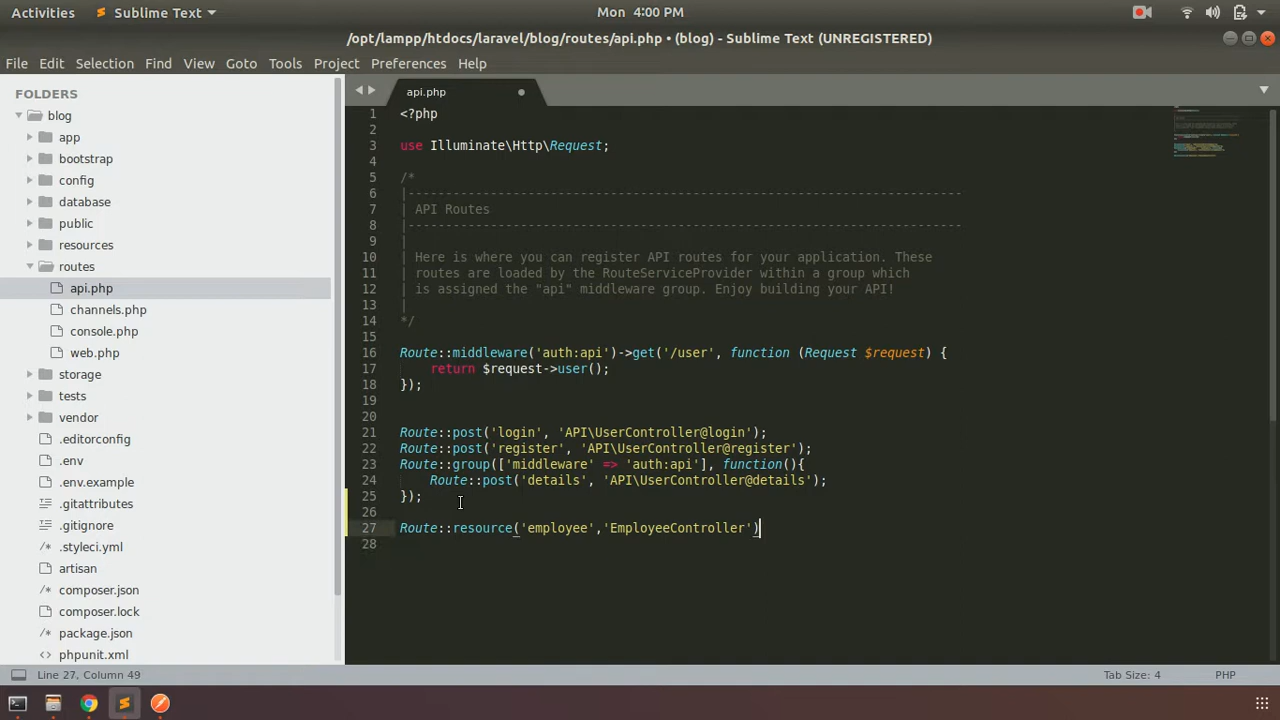 Activities
Sublime Text
Mon 4:00 PM
/opt/lampp/htdocs/laravel/blog/routes/api.php • (blog) - Sublime Text (UNREGISTERED)
File Edit Selection Find View Goto Tools Project Preferences Help
FOLDERS
blog
app
bootstrap
config
database
public
resources
routes
api.php
channels.php
console.php
web.php
storage
tests
vendor
.editorconfig
.env
.env.example
.gitattributes
.gitignore
.styleci.yml
artisan
composer.json
composer.lock
package.json
phpunit.xml
api.php
1 <?php
2
3 use Illuminate\Http\Request;
4
5 /*
6 |--------------------------------------------------------------------------
7 | API Routes
8 |--------------------------------------------------------------------------
9 |
10 | Here is where you can register API routes for your application. These
11 | routes are loaded by the RouteServiceProvider within a group which
12 | is assigned the "api" middleware group. Enjoy building your API!
13 |
14 */
15
16 Route::middleware('auth:api')->get('/user', function (Request $request) {
17     return $request->user();
18 });
19
20
21 Route::post('login', 'API\UserController@login');
22 Route::post('register', 'API\UserController@register');
23 Route::group(['middleware' => 'auth:api'], function(){
24     Route::post('details', 'API\UserController@details');
25 });
26
27 Route::resource('employee','EmployeeController')
28
Line 27, Column 49
Tab Size: 4
PHP